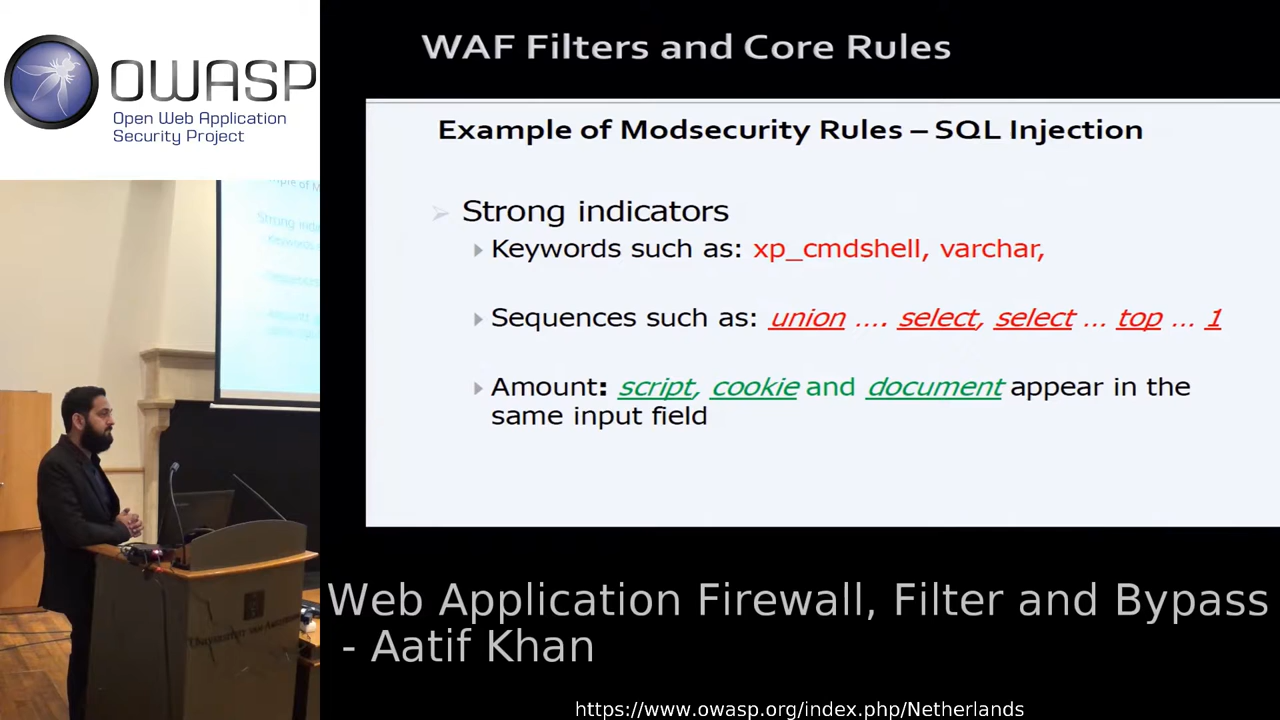 OWASP
Open Web Application
Security Project
WAF Filters and Core Rules
Example of Modsecurity Rules – SQL Injection
Strong indicators
Keywords such as: xp_cmdshell, varchar,
Sequences such as: union .... select, select ... top ... 1
Amount: script, cookie and document appear in the
same input field
Web Application Firewall, Filter and Bypass
- Aatif Khan
https://www.owasp.org/index.php/Netherlands